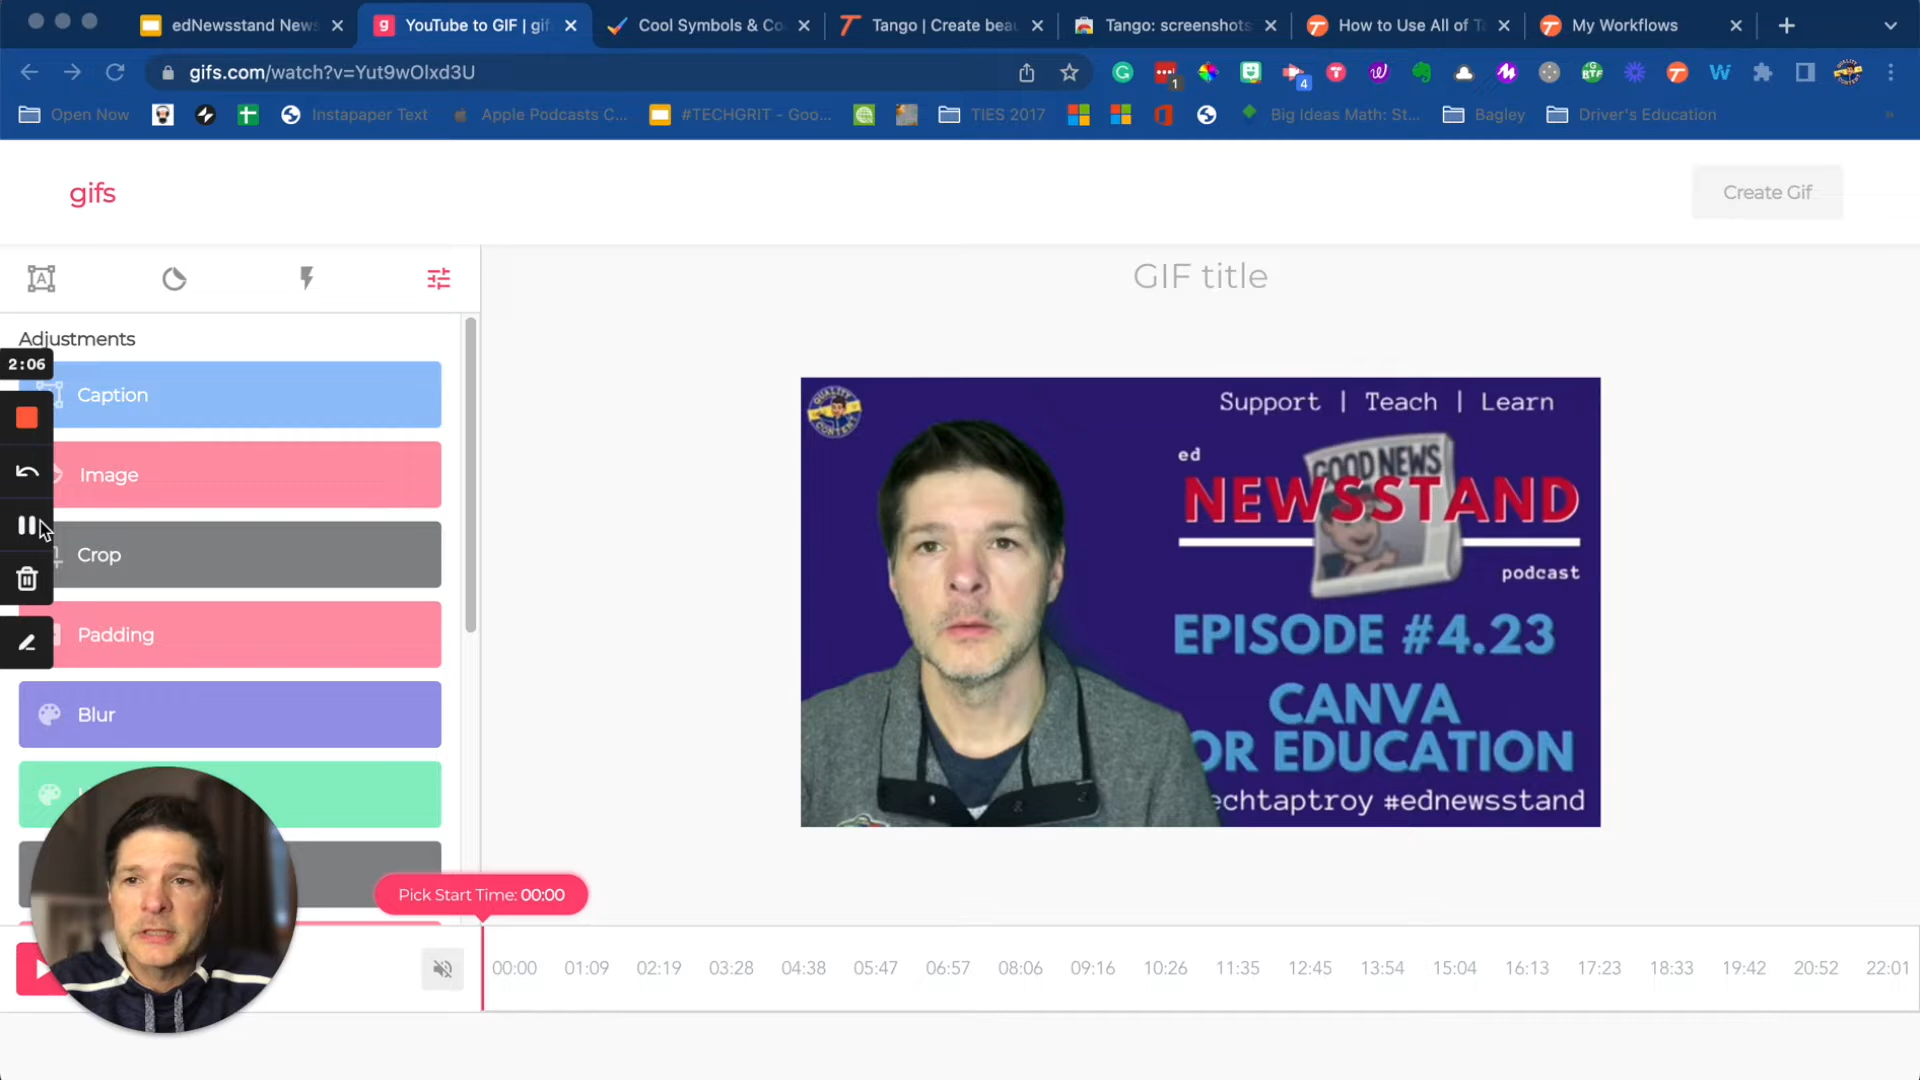 edNewsstand News
YouTube to GIF | gif
Cool Symbols & Co
Tango | Create bea
Tango: screenshots
How to Use All of T
My Workflows
gifs.com/watch?v=Yut9wOlxd3U
1
4
Open Now
Instapaper Text
Apple Podcasts C...
#TECHGRIT - Goo...
TIES 2017
Big Ideas Math: St...
Bagley
Driver's Education
gifs
Create Gif
GIF title
Adjustments
2:06
Caption
Image
Crop
Padding
Blur
QUALITY CONTENT
Support | Teach | Learn
ed
GOOD NEWS
NEWSSTAND
podcast
EPISODE #4.23
CANVA
OR EDUCATION
echtaptroy #ednewsstand
Pick Start Time: 00:00
00:00 01:09 02:19 03:28 04:38 05:47 06:57 08:06 09:16 10:26 11:35 12:45 13:54 15:04 16:13 17:23 18:33 19:42 20:52 22:01